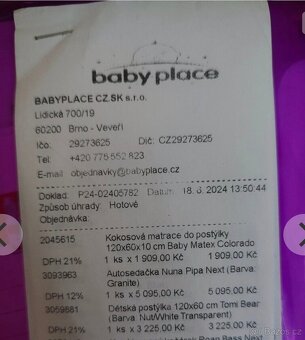 baby place
BABYPLACE CZ.SK s.r.o.
Lidická 700/19
60200 Brno - Veveří
Ičo: 29273625 Dič: CZ29273625
Tel: +420 775 552 823
E-mail objednavky@babyplace.cz
Doklad: P24-02405782 Datum: 18. 6. 2024 13:50:44
Způsob úhrady: Hotově
Objednávka:
2045615 Kokosová matrace do postýlky
120x60x10 cm Baby Matex Colorado
DPH 21% 1 ks x 1 909,00 Kč 1 909,00 Kč
3093963 Autosedačka Nuna Pipa Next (Barva:
Granite)
DPH 12% 1 ks x 5 095,00 Kč 5 095,00 Kč
3059881 Dětská postýlka 120x60 cm Tomi Bear
(Barva: Nut/White Transparent)
DPH 21% 1 ks x 3 225,00 Kč 3 225,00 Kč
Next